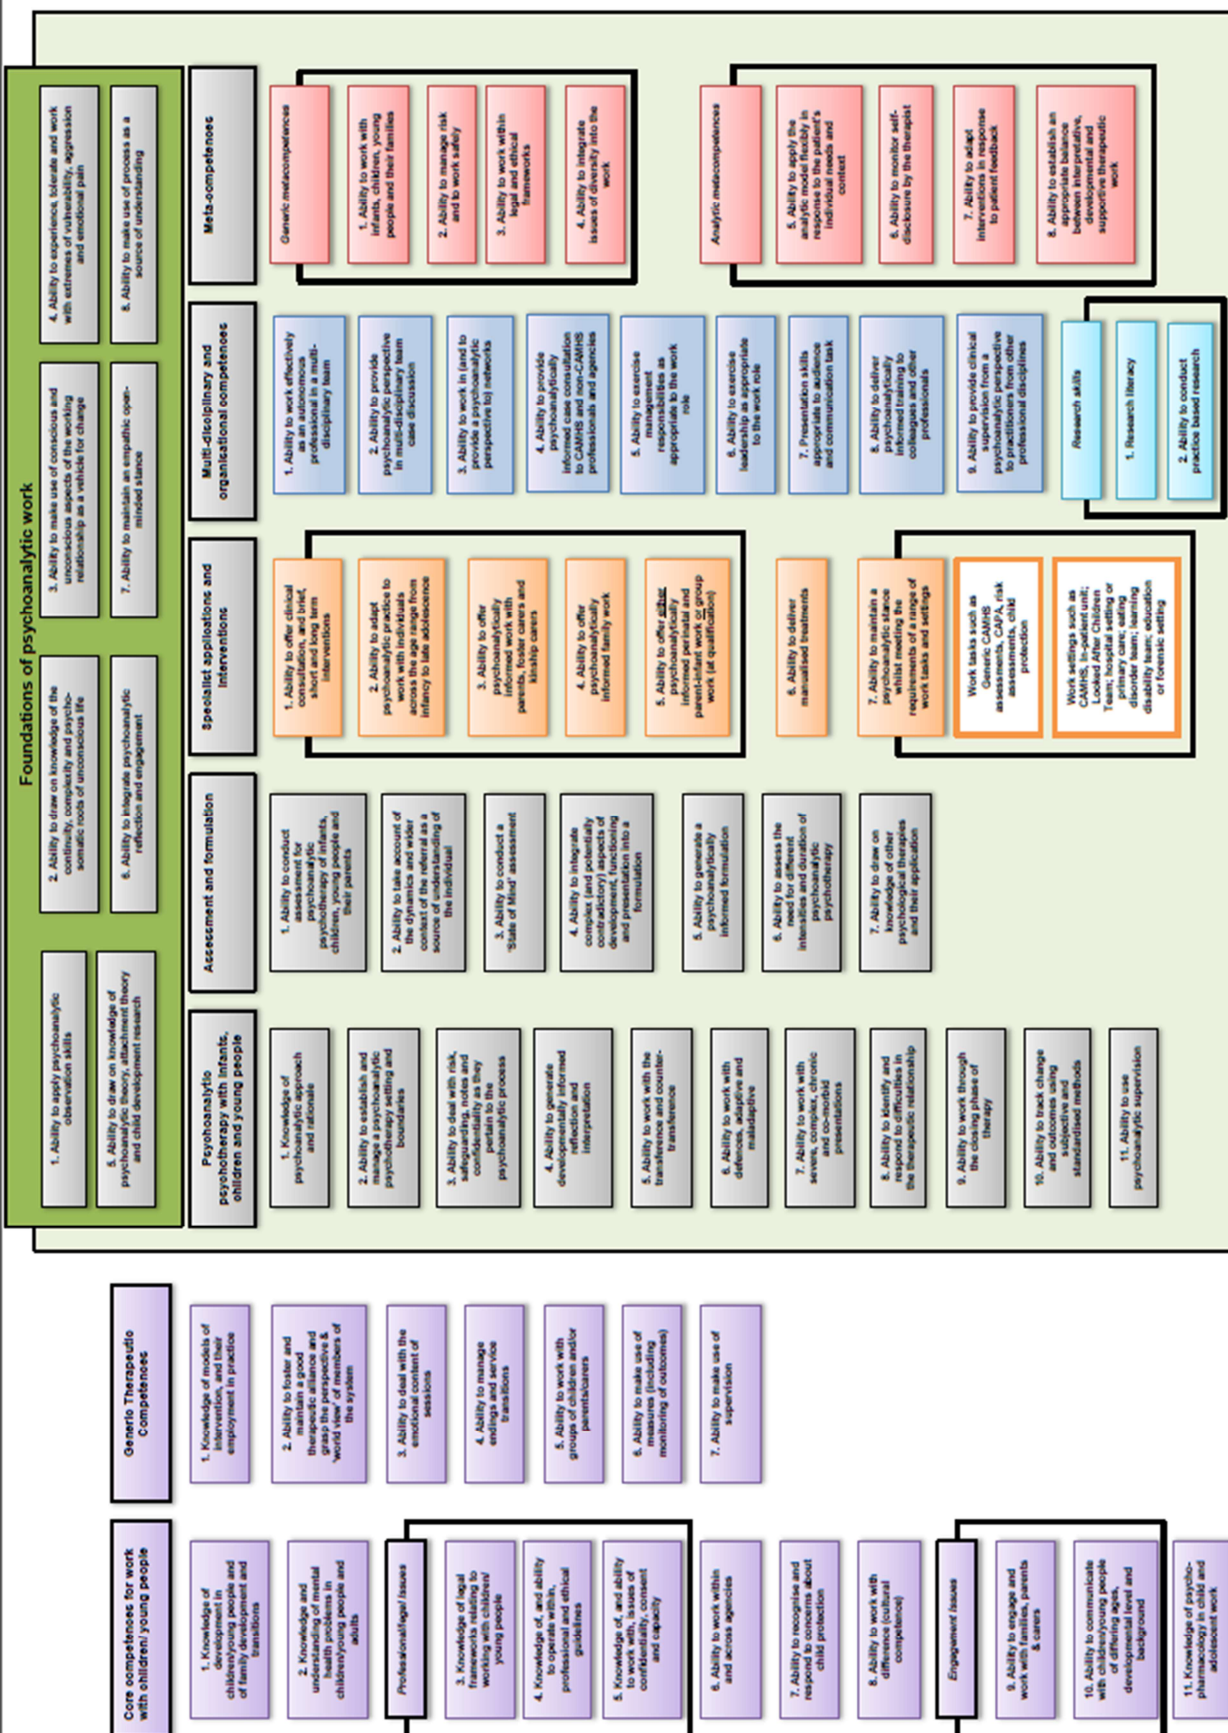 Core competences for work
with children/ young people
1. Knowledge of
development in
children/young people and
of family development and
transitions
2. Knowledge and
understanding of mental
health problems in
children/young people and
adults
Professional/legal issues
3. Knowledge of legal
frameworks relating to
working with children/
young people
4. Knowledge of, and ability
to operate within,
professional and ethical
guidelines
5. Knowledge of, and ability
to work with, issues of
confidentiality, consent
and capacity
6. Ability to work within
and across agencies
7. Ability to recognise and
respond to concerns about
child protection
8. Ability to work with
difference (cultural
competence)
Engagement issues
9. Ability to engage and
work with families, parents
& carers
10. Ability to communicate
with children/young people
of differing ages,
developmental level and
background
11. Knowledge of psycho-
pharmacology in child and
adolescent work
Generic Therapeutic
Competences
1. Knowledge of models of
intervention, and their
employment in practice
2. Ability to foster and
maintain a good
therapeutic alliance and
grasp the perspective &
'world view' of members of
the system
3. Ability to deal with the
emotional content of
sessions
4. Ability to manage
endings and service
transitions
5. Ability to work with
groups of children and/or
parents/carers
6. Ability to make use of
measures (including
monitoring of outcomes)
7. Ability to make use of
supervision
Foundations of psychoanalytic work
1. Ability to apply psychoanalytic
observation skills
2. Ability to draw on knowledge of the
continuity, complexity and psycho-
somatic roots of unconscious life
3. Ability to make use of conscious and
unconscious aspects of the working
relationship as a vehicle for change
4. Ability to experience, tolerate and work
with extremes of vulnerability, aggression
and emotional pain
5. Ability to draw on knowledge of
psychoanalytic theory, attachment theory
and child development research
6. Ability to integrate psychoanalytic
reflection and engagement
7. Ability to maintain an empathic open-
minded stance
8. Ability to make use of process as a
source of understanding
Psychoanalytic
psychotherapy with infants,
children and young people
1. Knowledge of
psychoanalytic approach
and rationale
2. Ability to establish and
manage a psychoanalytic
psychotherapy setting and
boundaries
3. Ability to deal with risk,
safeguarding, notes and
confidentiality as they
pertain to the
psychoanalytic process
4. Ability to generate
developmentally informed
reflection and
interpretation
5. Ability to work with the
transference and counter-
transference
6. Ability to work with
defences, adaptive and
maladaptive
7. Ability to work with
severe, complex, chronic
and co-morbid
presentations
8. Ability to identify and
respond to difficulties in
the therapeutic relationship
9. Ability to work through
the closing phase of
therapy
10. Ability to track change
and outcomes using
subjective and
standardised methods
11. Ability to use
psychoanalytic supervision
Assessment and formulation
1. Ability to conduct
assessment for
psychoanalytic
psychotherapy of infants,
children, young people and
their parents
2. Ability to take account of
the dynamics and wider
context of the referral as a
source of understanding of
the individual
3. Ability to conduct a
'State of Mind' assessment
4. Ability to integrate
complex (and potentially
contradictory) aspects of
development, functioning
and presentation into a
formulation
5. Ability to generate a
psychoanalytically
informed formulation
6. Ability to assess the
need for different
intensities and duration of
psychoanalytic
psychotherapy
7. Ability to draw on
knowledge of other
psychological therapies
and their application
Specialist applications and
Interventions
1. Ability to offer clinical
consultation, and brief,
short and long term
interventions
2. Ability to adapt
psychoanalytic practice to
work with individuals
across the age range from
infancy to late adolescence
3. Ability to offer
psychoanalytically
informed work with
parents, foster carers and
kinship carers
4. Ability to offer
psychoanalytically
informed family work
5. Ability to offer either
psychoanalytically
informed perinatal and
parent-infant work or group
work (at qualification)
6. Ability to deliver
manualised treatments
7. Ability to maintain a
psychoanalytic stance
whilst meeting the
requirements of a range of
work tasks and settings
Work tasks such as
Generic CAMHS
assessments, CAPA, risk
assessments, child
protection
Work settings such as
CAMHS, In-patient unit;
Looked After Children
Team; hospital setting or
primary care; eating
disorder team; learning
disability team; education
or forensic setting
Multi-disciplinary and
organisational competences
1. Ability to work effectively
as an autonomous
professional in a multi-
disciplinary team
2. Ability to provide
psychoanalytic perspective
in multi-disciplinary team
case discussion
3. Ability to work in (and to
provide a psychoanalytic
perspective to) networks
4. Ability to provide
psychoanalytically
informed case consultation
to CAMHS and non-CAMHS
professionals and agencies
5. Ability to exercise
management
responsibilities as
appropriate to the work
role
6. Ability to exercise
leadership as appropriate
to the work role
7. Presentation skills
appropriate to audience
and communication task
8. Ability to deliver
psychoanalytically
informed training to
colleagues and other
professionals
9. Ability to provide clinical
supervision from a
psychoanalytic perspective
to practitioners from other
professional disciplines
Research skills
1. Research literacy
2. Ability to conduct
practice based research
Meta-competences
Generic metacompetences
1. Ability to work with
infants, children, young
people and their families
2. Ability to manage risk
and to work safely
3. Ability to work within
legal and ethical
frameworks
4. Ability to integrate
issues of diversity into the
work
Analytic metacompetences
5. Ability to apply the
analytic model flexibly in
response to the patient's
individual needs and
context
6. Ability to monitor self-
disclosure by the therapist
7. Ability to adapt
interventions in response
to patient feedback
8. Ability to establish an
appropriate balance
between interpretative,
developmental and
supportive therapeutic
work